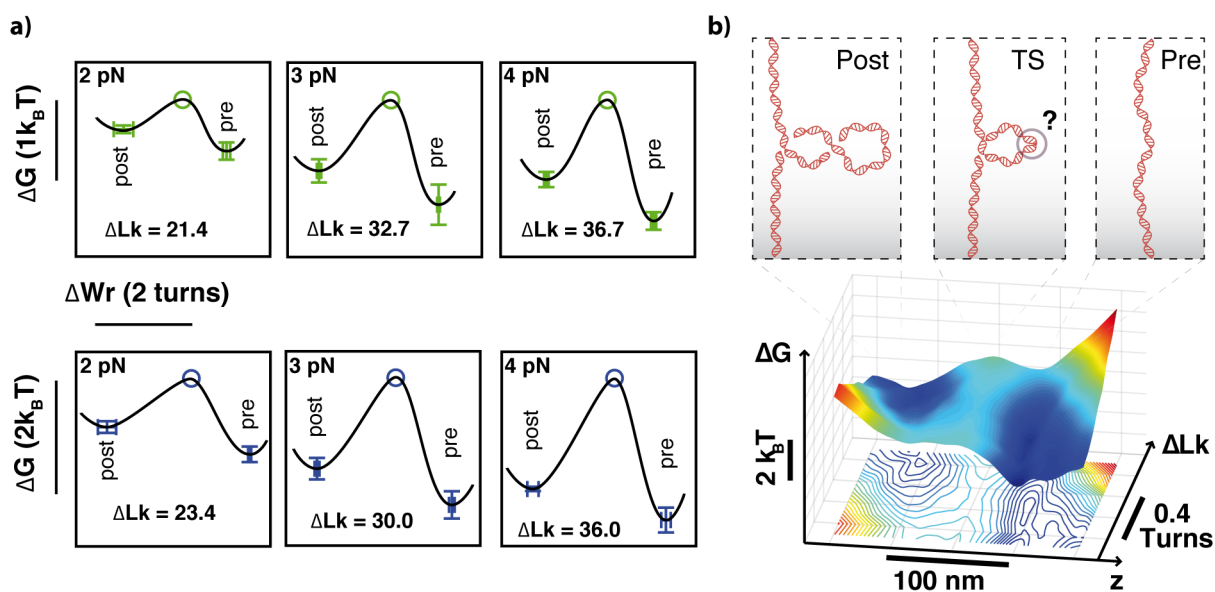 a)
2 pN
post
pre
ΔLk = 21.4
3 pN
post
pre
ΔLk = 32.7
4 pN
post
pre
ΔLk = 36.7
ΔG (1k_BT)
ΔWr (2 turns)
2 pN
post
pre
ΔLk = 23.4
3 pN
post
pre
ΔLk = 30.0
4 pN
post
pre
ΔLk = 36.0
ΔG (2k_BT)
b)
Post
TS
?
Pre
ΔG
2 k_BT
ΔLk
0.4
Turns
100 nm
z